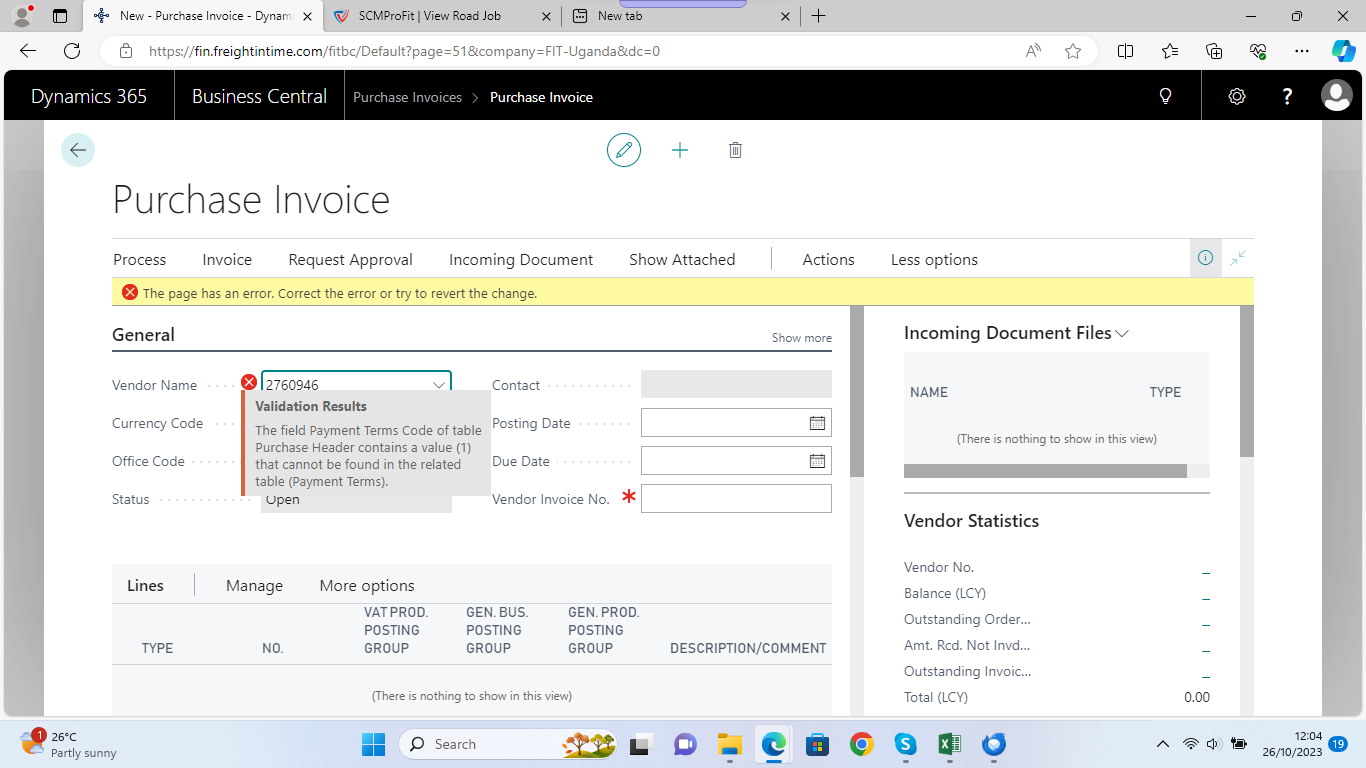 New - Purchase Invoice - Dynam
SCMProFit | View Road Job
New tab
https://fin.freightintime.com/fitbc/Default?page=51&company=FIT-Uganda&dc=0
Dynamics 365
Business Central
Purchase Invoices > Purchase Invoice
?
Purchase Invoice
Process
Invoice
Request Approval
Incoming Document
Show Attached
Actions
Less options
The page has an error. Correct the error or try to revert the change.
General
Show more
Vendor Name
2760946
Contact
Validation Results
The field Payment Terms Code of table
Purchase Header contains a value (1)
that cannot be found in the related
table (Payment Terms).
Currency Code
Posting Date
Office Code
Due Date
Status
Open
Vendor Invoice No.
*
Lines
Manage
More options
TYPE
NO.
VAT PROD.
POSTING
GROUP
GEN. BUS.
POSTING
GROUP
GEN. PROD.
POSTING
GROUP
DESCRIPTION/COMMENT
(There is nothing to show in this view)
Incoming Document Files
NAME
TYPE
(There is nothing to show in this view)
Vendor Statistics
Vendor No. _
Balance (LCY) _
Outstanding Order... _
Amt. Rcd. Not Invd... _
Outstanding Invoic... _
Total (LCY) 0.00
1
26°C
Partly sunny
Search
12:04
26/10/2023
19